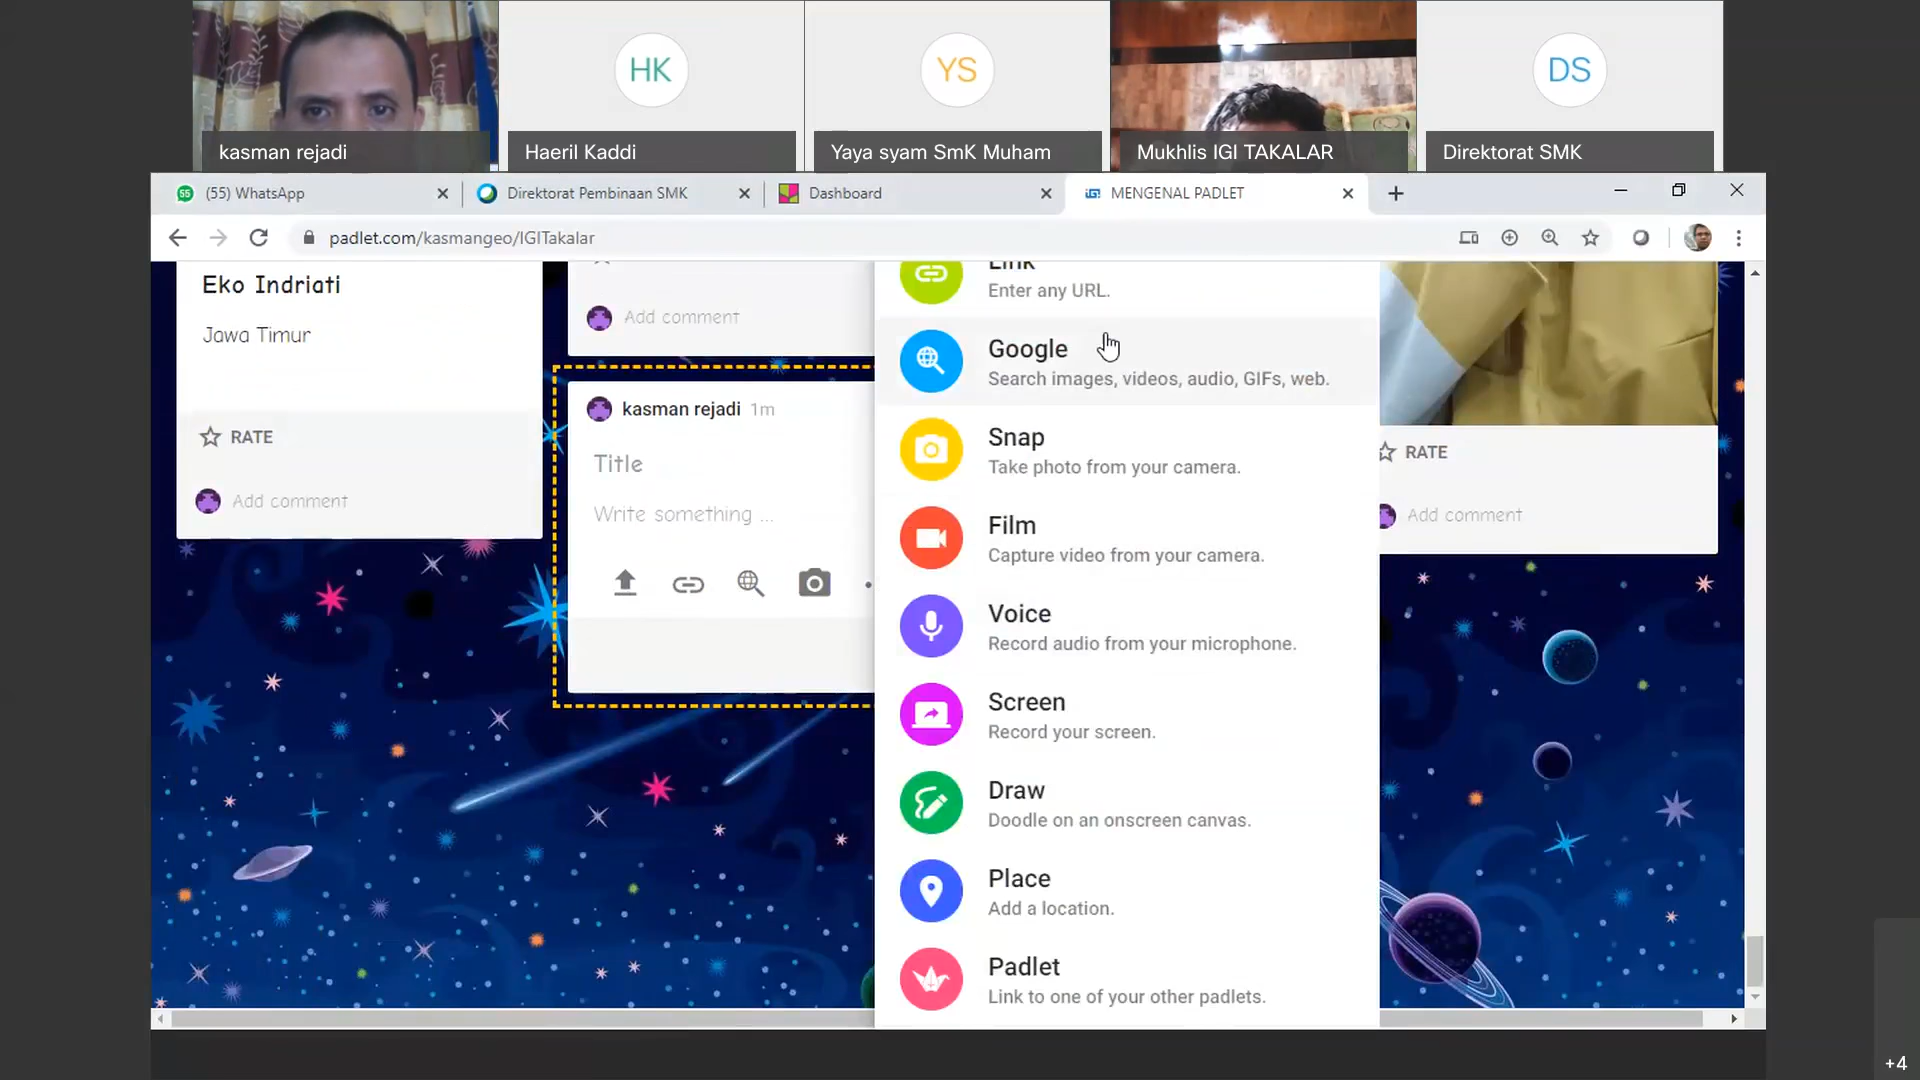 HK
YS
DS
kasman rejadi
Haeril Kaddi
Yaya syam SmK Muham
Mukhlis IGI TAKALAR
Direktorat SMK
55
(55) WhatsApp
Direktorat Pembinaan SMK
Dashboard
MENGENAL PADLET
padlet.com/kasmangeo/IGITakalar
Eko Indriati
Jawa Timur
RATE
Add comment
Add comment
kasman rejadi 1m
Title
Write something ...
Link
Enter any URL.
Google
Search images, videos, audio, GIFs, web.
Snap
Take photo from your camera.
Film
Capture video from your camera.
Voice
Record audio from your microphone.
Screen
Record your screen.
Draw
Doodle on an onscreen canvas.
Place
Add a location.
Padlet
Link to one of your other padlets.
RATE
Add comment
+4